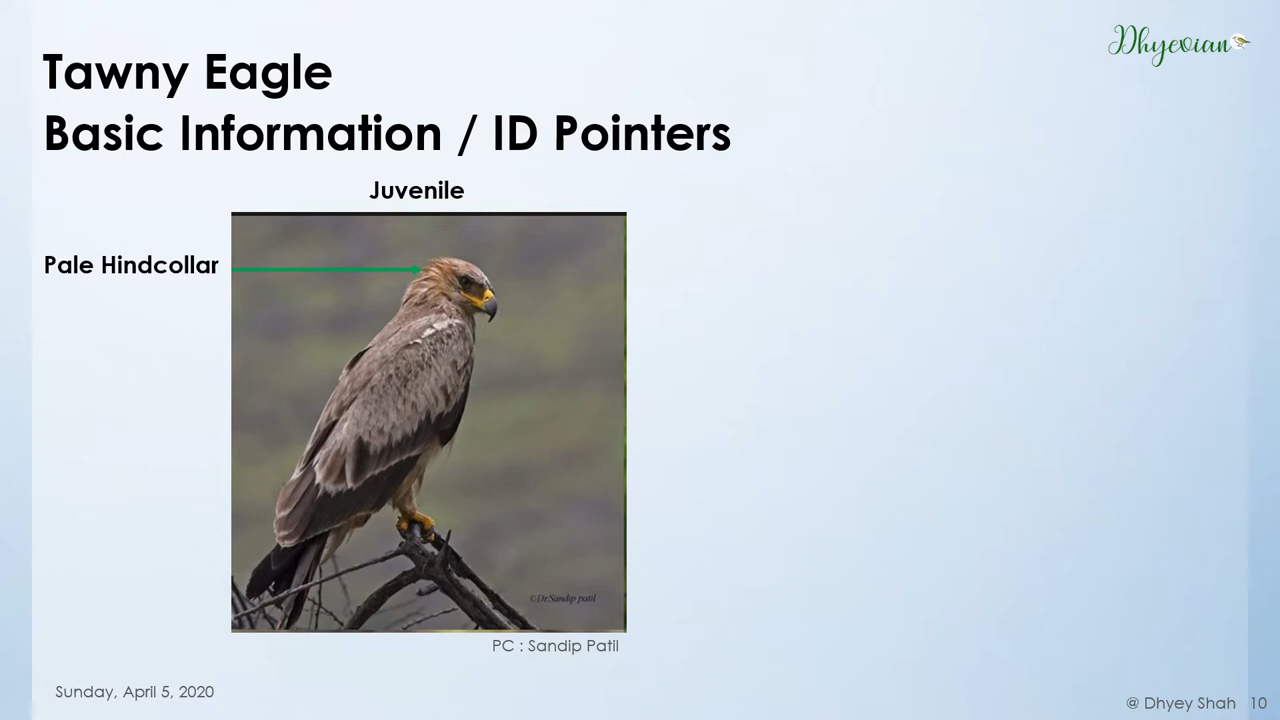 Dhyevian
Tawny Eagle
Basic Information / ID Pointers
Juvenile
Pale Hindcollar
©Dr.Sandip patil
PC : Sandip Patil
Sunday, April 5, 2020
@ Dhyey Shah 10